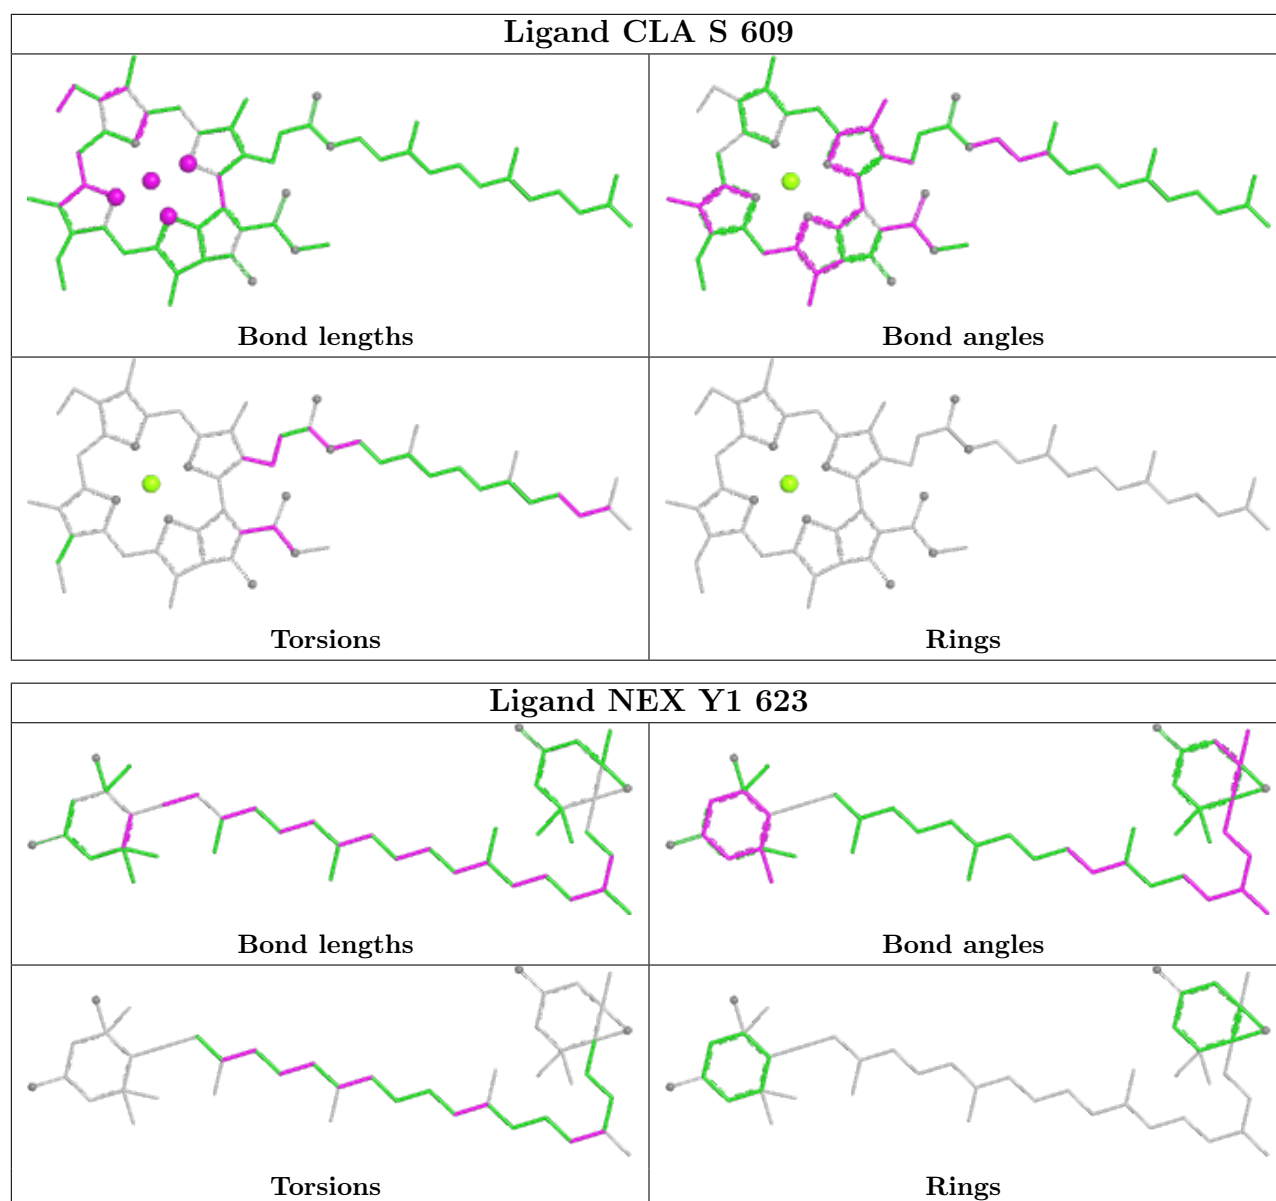 Ligand CLA S 609
Bond lengths
Bond angles
Torsions
Rings
Ligand NEX Y1 623
Bond lengths
Bond angles
Torsions
Rings